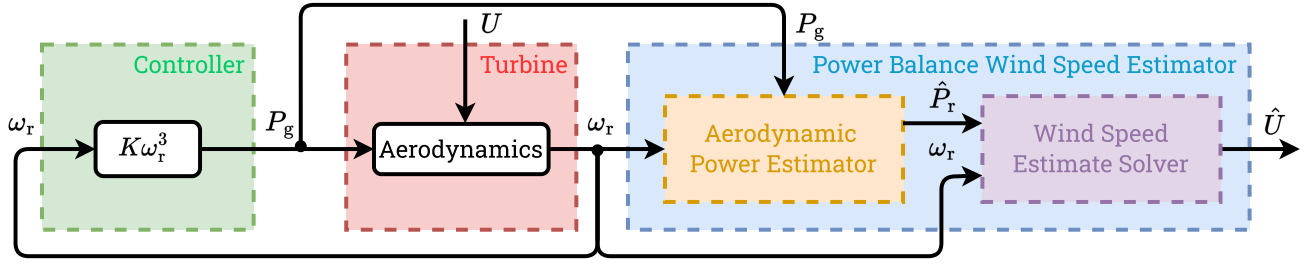 U
P_g
Controller
Turbine
Power Balance Wind Speed Estimator
ω_r
Kω_r^3
P_g
Aerodynamics
ω_r
Aerodynamic
Power Estimator
P̂_r
ω_r
Wind Speed
Estimate Solver
Û